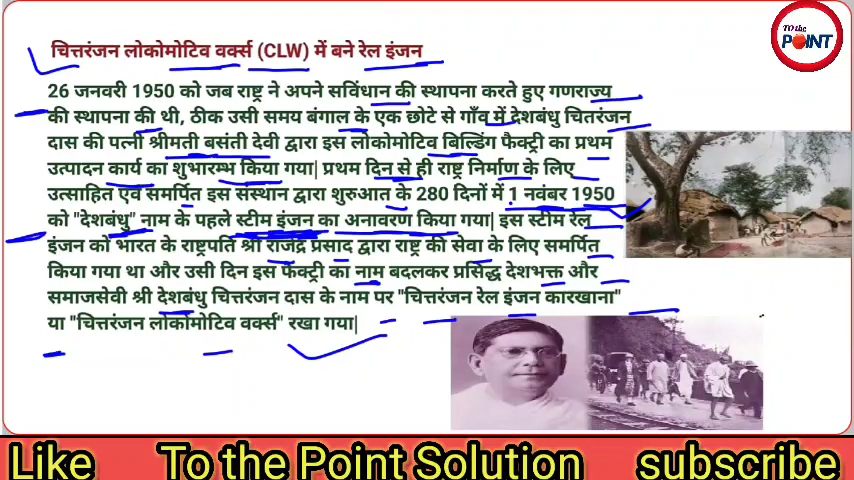 TO the
POINT
चित्तरंजन लोकोमोटिव वर्क्स (CLW) में बने रेल इंजन
26 जनवरी 1950 को जब राष्ट्र ने अपने सविंधान की स्थापना करते हुए गणराज्य
की स्थापना की थी, ठीक उसी समय बंगाल के एक छोटे से गाँव में देशबंधु चितरंजन
दास की पत्नी श्रीमती बसंती देवी द्वारा इस लोकोमोटिव बिल्डिंग फैक्ट्री का प्रथम
उत्पादन कार्य का शुभारम्भ किया गया| प्रथम दिन से ही राष्ट्र निर्माण के लिए
उत्साहित एवं समर्पित इस संस्थान द्वारा शुरुआत के 280 दिनों में 1 नवंबर 1950
को "देशबंधु" नाम के पहले स्टीम इंजन का अनावरण किया गया| इस स्टीम रेल
इंजन को भारत के राष्ट्रपति श्री राजेंद्र प्रसाद द्वारा राष्ट्र की सेवा के लिए समर्पित
किया गया था और उसी दिन इस फैक्ट्री का नाम बदलकर प्रसिद्ध देशभक्त और
समाजसेवी श्री देशबंधु चित्तरंजन दास के नाम पर "चित्तरंजन रेल इंजन कारखाना"
या "चित्तरंजन लोकोमोटिव वर्क्स" रखा गया|
Like To the Point Solution subscribe